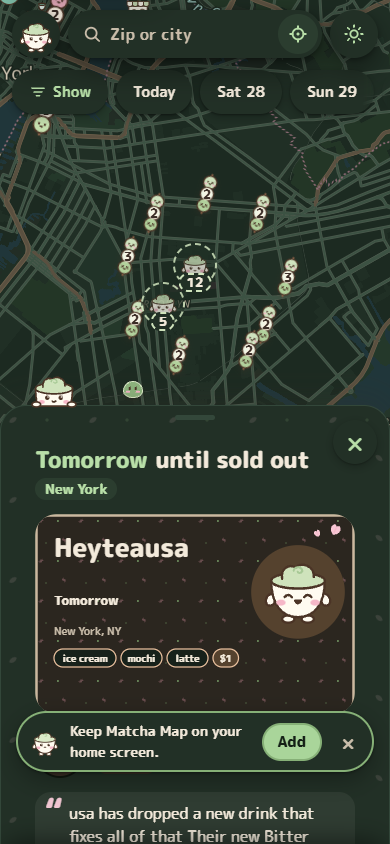 2
Zip or city
York
Show
Today
Sat 28
Sun 29
2
2
2
3
12
3
5
2
2
2
2
Tomorrow until sold out
New York
Heyteausa
Tomorrow
New York, NY
ice cream
mochi
latte
$1
Keep Matcha Map on your
home screen.
Add
usa has dropped a new drink that
fixes all of that Their new Bitter